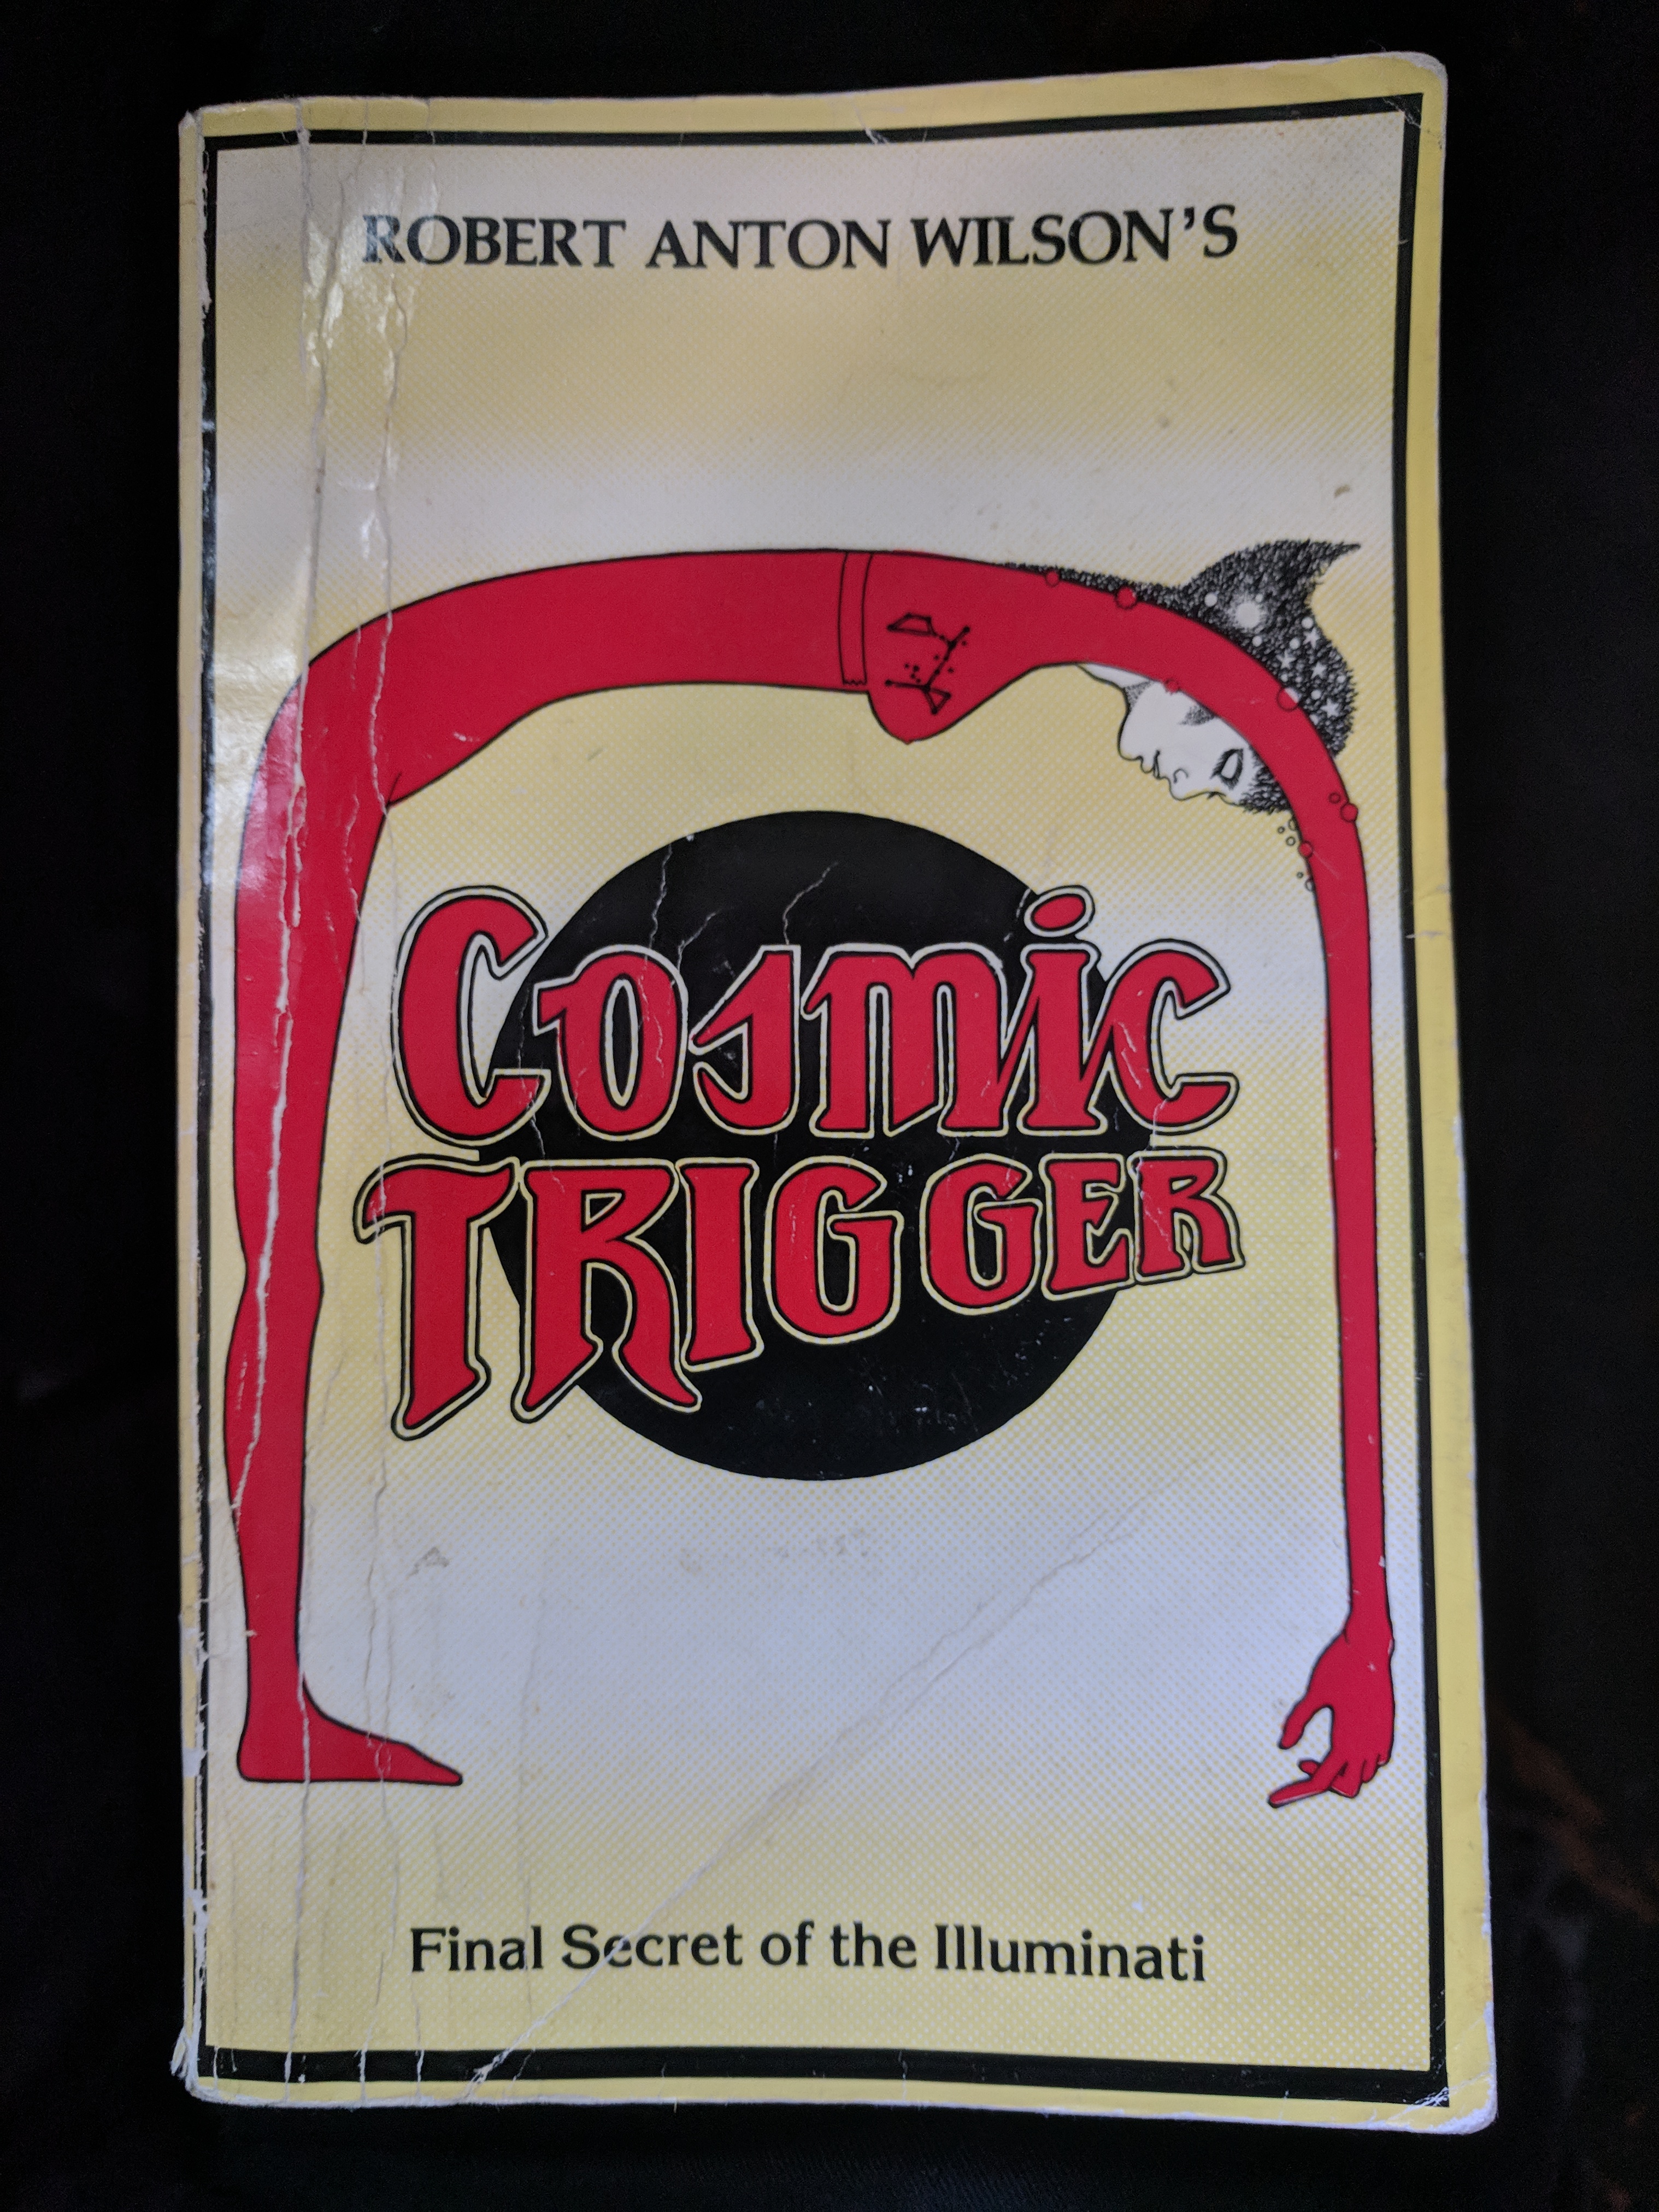 ROBERT ANTON WILSON'S
COSMiC
TRIGGER
Final Secret of the Illuminati